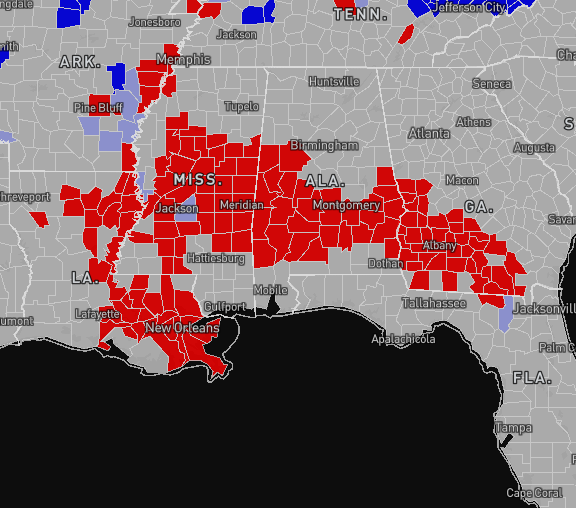 ngdale
Jonesboro
TENN.
Jefferson City
Jackson
mith
ARK.
Memphis
Cha
Huntsville
Seneca
Pine Bluff
Tupelo
Athens
S
Atlanta
Birmingham
Augusta
MISS.
ALA.
Macon
hreveport
Jackson
Meridian
Montgomery
GA.
Savan
Albany
Hattiesburg
Dothan
LA.
Mobile
Tallahassee
Gulfport
Jacksonvill
Lafayette
umont
New Orleans
Apalachicola
Palm C
FLA.
Tampa
Cape Coral